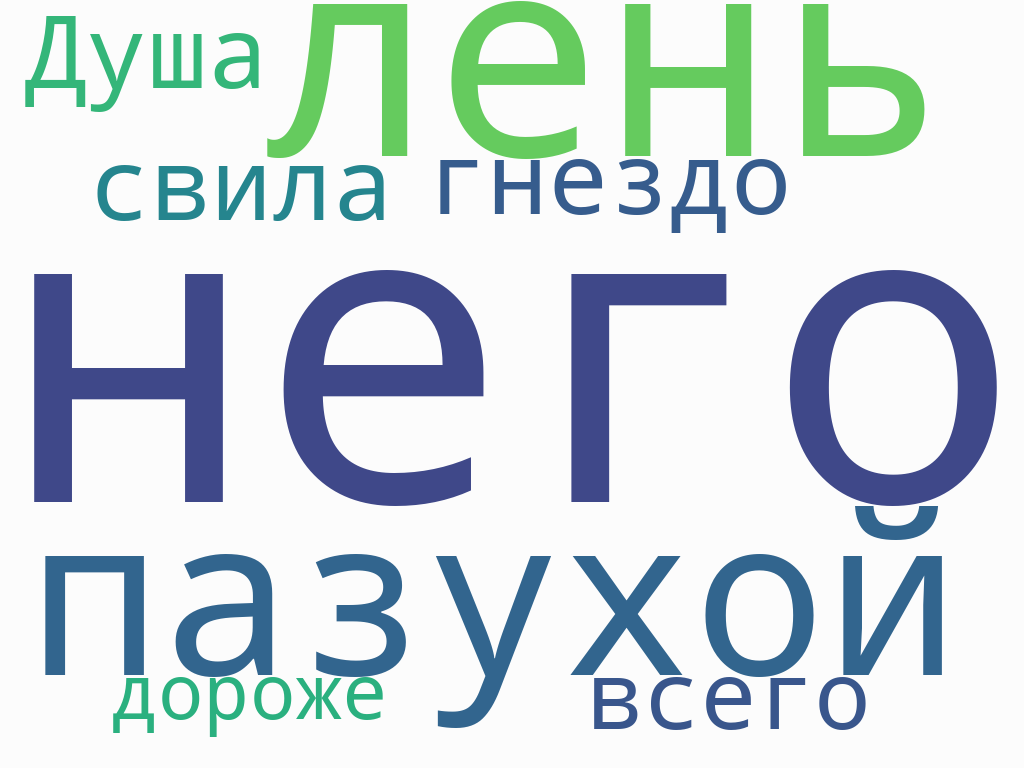 Душа лень
свила гнездо
него
пазухой
дороже всего